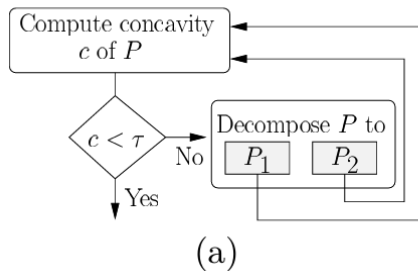 Compute concavity
c of P
c < τ
No
Yes
Decompose P to
P₁
P₂
(a)